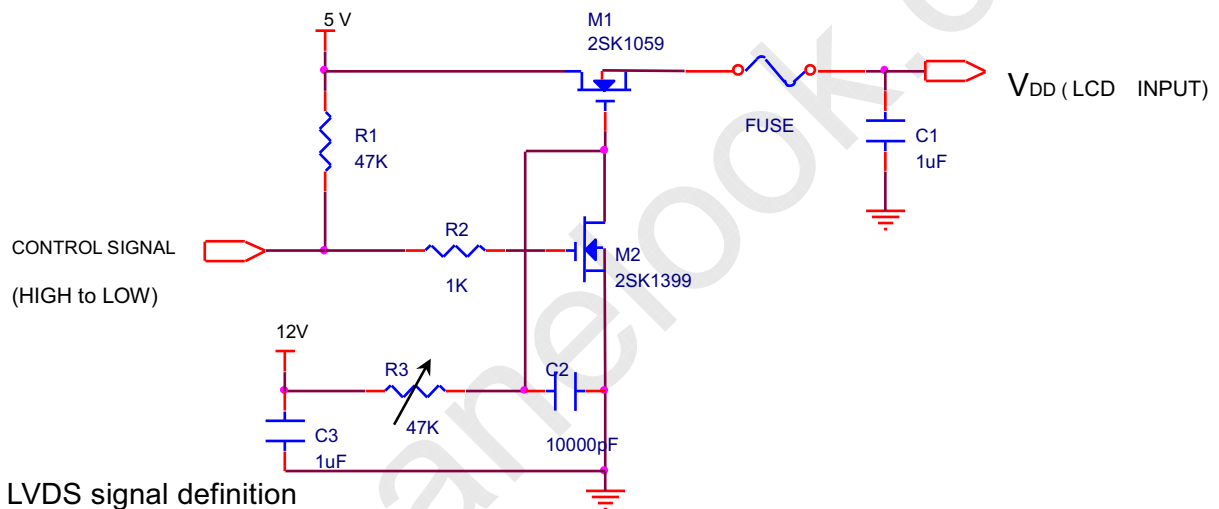 5 V
M1
2SK1059
VDD ( LCD INPUT)
FUSE
R1
47K
C1
1uF
CONTROL SIGNAL
(HIGH to LOW)
R2
1K
M2
2SK1399
12V
R3
47K
C2
10000pF
C3
1uF
LVDS signal definition